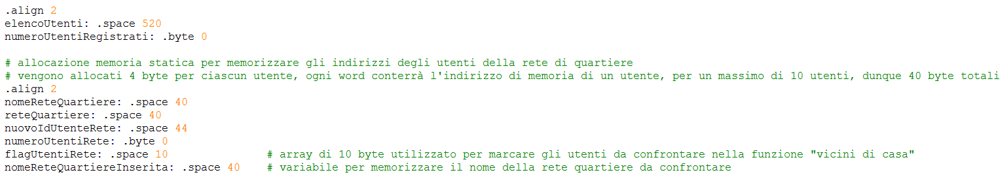 .align 2
elencoUtenti: .space 520
numeroUtentiRegistrati: .byte 0
# allocazione memoria statica per memorizzare gli indirizzi degli utenti della rete di quartiere
# vengono allocati 4 byte per ciascun utente, ogni word conterrà l'indirizzo di memoria di un utente, per un massimo di 10 utenti, dunque 40 byte totali
.align 2
nomeReteQuartiere: .space 40
reteQuartiere: .space 40
nuovoIdUtenteRete: .space 44
numeroUtentiRete: .byte 0
flagUtentiRete: .space 10 # array di 10 byte utilizzato per marcare gli utenti da confrontare nella funzione "vicini di casa"
nomeReteQuartiereInserita: .space 40 # variabile per memorizzare il nome della rete quartiere da confrontare